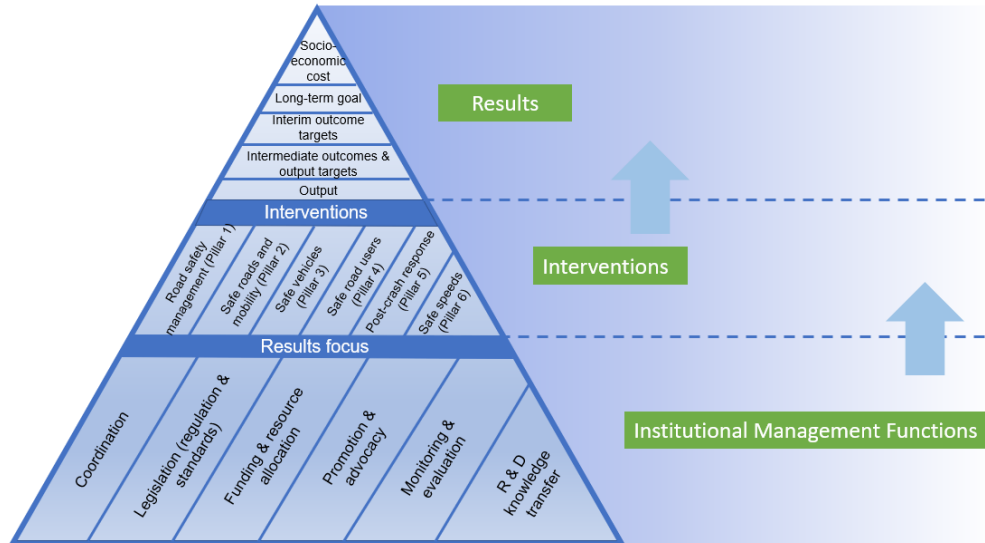 Socio-
economic
cost
Long-term goal
Interim outcome
targets
Intermediate outcomes &
output targets
Output
Interventions
Road safety
management (Pillar 1)
Safe roads and
mobility (Pillar 2)
Safe vehicles
(Pillar 3)
Safe road users
(Pillar 4)
Post-crash response
(Pillar 5)
Safe speeds
(Pillar 6)
Results focus
Coordination
Legislation (regulation &
standards)
Funding & resource
allocation
Promotion &
advocacy
Monitoring &
evaluation
R & D
knowledge
transfer
Results
Interventions
Institutional Management Functions